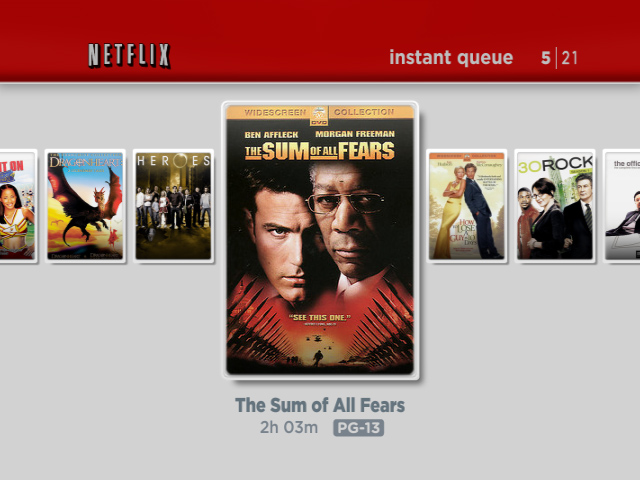 NETFLIX
instant queue 5 | 21
WIDESCREEN DVD COLLECTION
BEN AFFLECK MORGAN FREEMAN
THE SUM OF ALL FEARS
"SEE THIS ONE."
IT ON
DRAGONHEART
HEROES
HOW TO LOSE A GUY IN 10 DAYS
30 ROCK
the offic
The Sum of All Fears
2h 03m PG-13